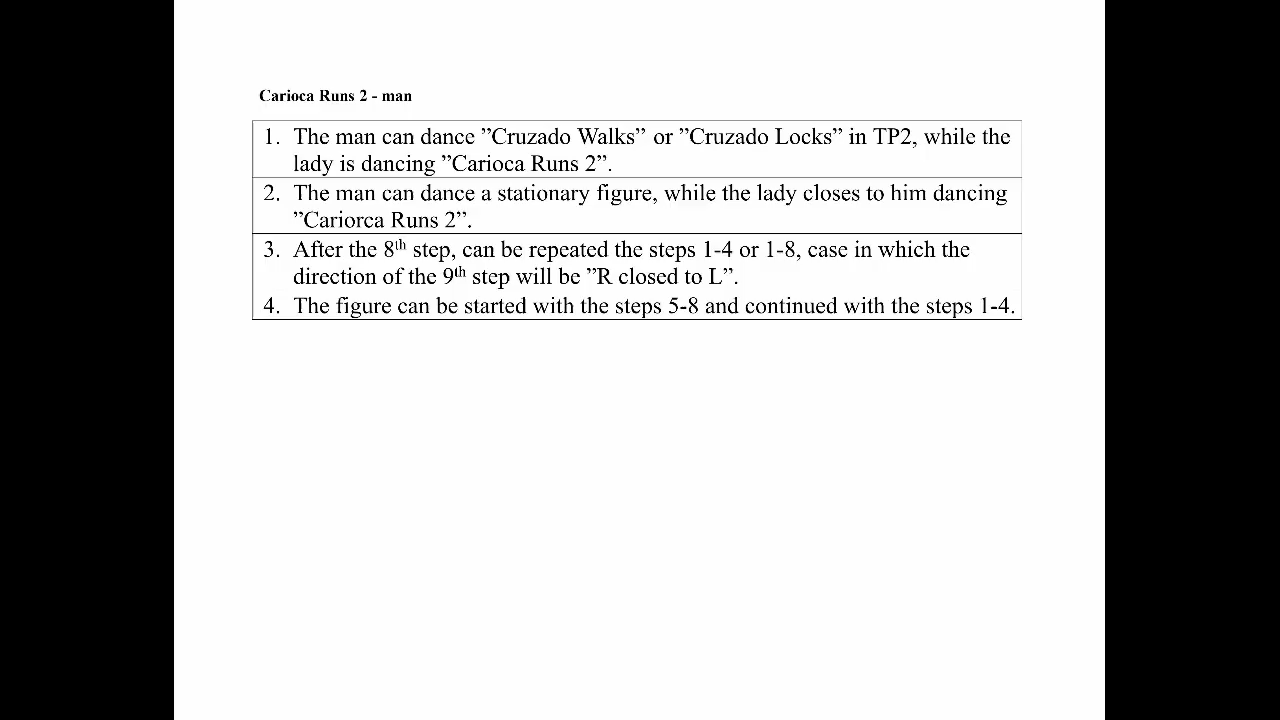 Carioca Runs 2 - man
1. The man can dance ”Cruzado Walks” or ”Cruzado Locks” in TP2, while the
lady is dancing ”Carioca Runs 2”.
2. The man can dance a stationary figure, while the lady closes to him dancing
”Cariorca Runs 2”.
3. After the 8th step, can be repeated the steps 1-4 or 1-8, case in which the
direction of the 9th step will be ”R closed to L”.
4. The figure can be started with the steps 5-8 and continued with the steps 1-4.